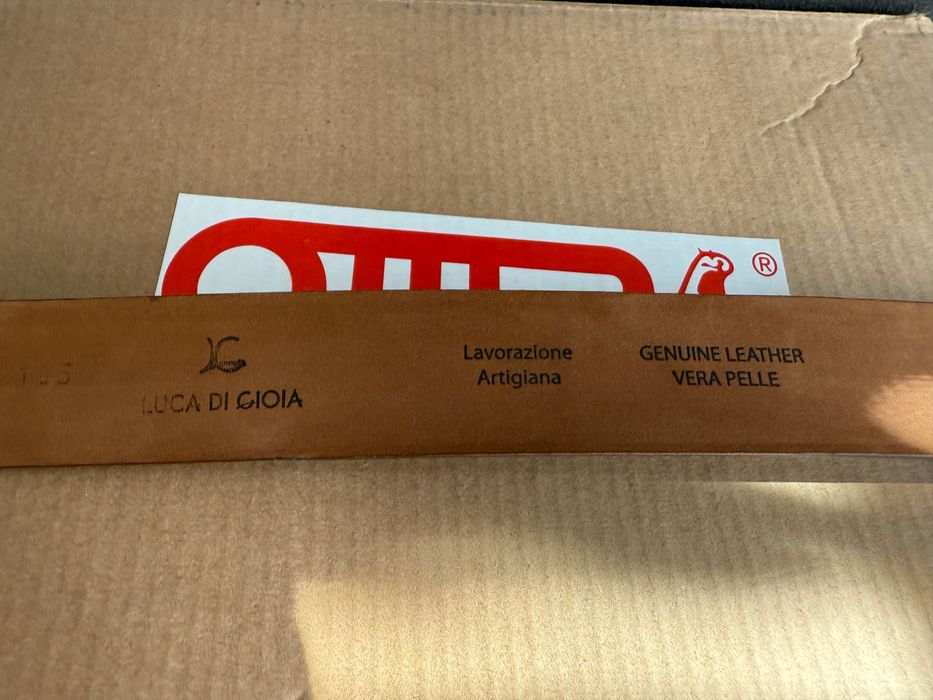 ®
LUCA DI GIOIA
Lavorazione
Artigiana
GENUINE LEATHER
VERA PELLE